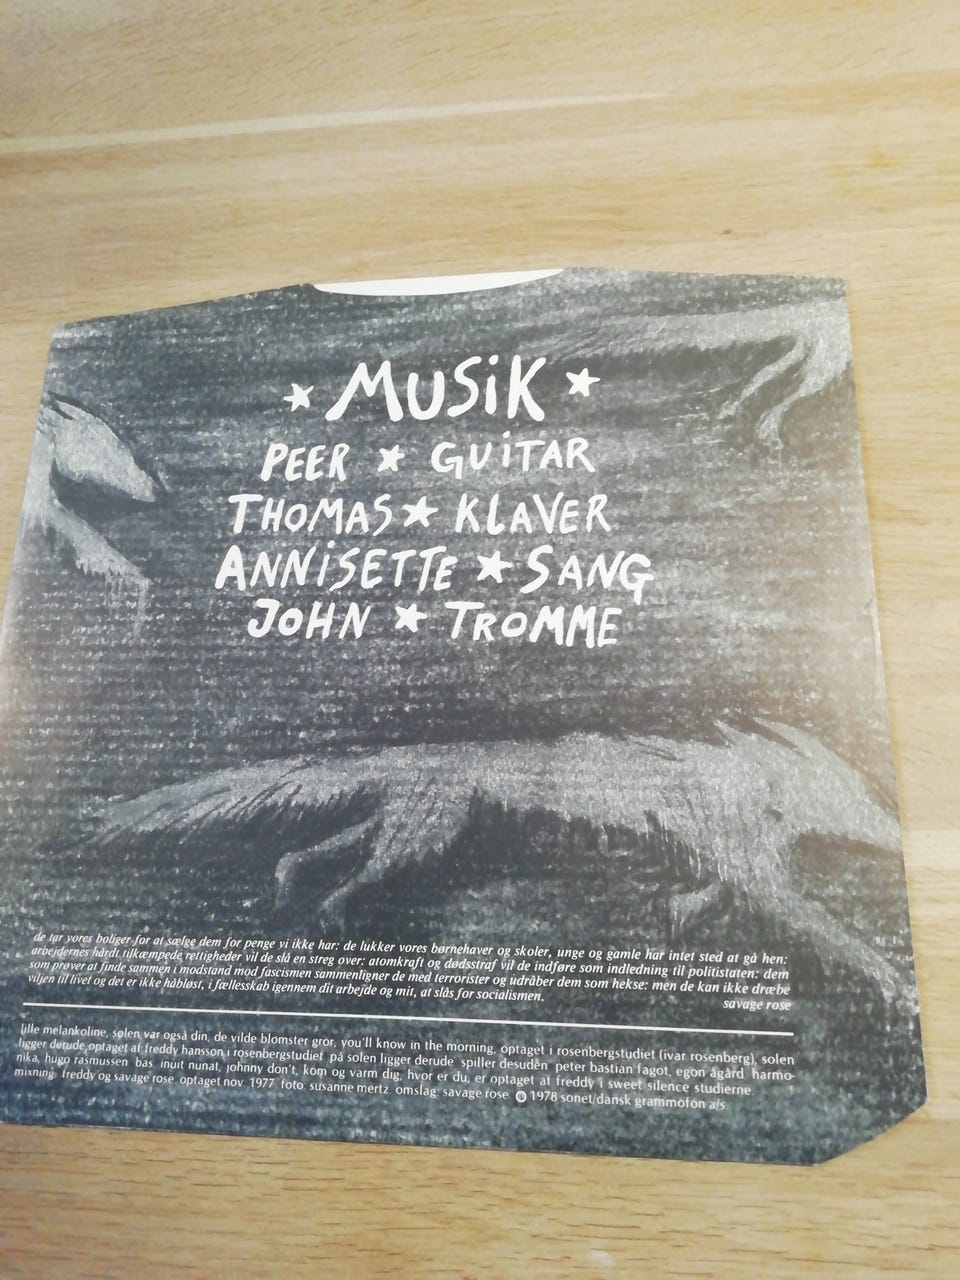 ★ MUSiK ★
PEER ★ GUiTAR
THOMAS ★ KLAVER
ANNiSETTE ★ SANG
JOHN ★ TROMME
de tar vores boliger for at sælge dem for penge vi ikke har: de lukker vores børnehaver og skoler, unge og gamle har intet sted at gå hen:
arbejdernes hårdt tilkæmpede rettigheder vil de slå en streg over: atomkraft og dødsstraf vil de indføre som indledning til politistaten: dem
som prøver at finde sammen i modstand mod fascismen sammenligner de med terrorister og udråber dem som hekse: men de kan ikke dræbe
viljen til livet og det er ikke håbløst, i fællesskab igennem dit arbejde og mit, at slås for socialismen.
savage rose
lille melankoline, solen var også din, de vilde blomster gror, you'll know in the morning, optaget i rosenbergstudiet (ivar rosenberg), solen
ligger derude optaget af freddy hansson i rosenbergstudiet på solen ligger derude spiller desuden peter bastian fagot, egon ågård harmo-
nika, hugo rasmussen bas. inuit nunat, johnny don't, kom og varm dig, hvor er du, er optaget af freddy i sweet silence studierne.
mixning: freddy og savage rose. optaget nov. 1977. foto: susanne mertz. omslag: savage rose. ℗ 1978 sonet/dansk grammofon a/s.